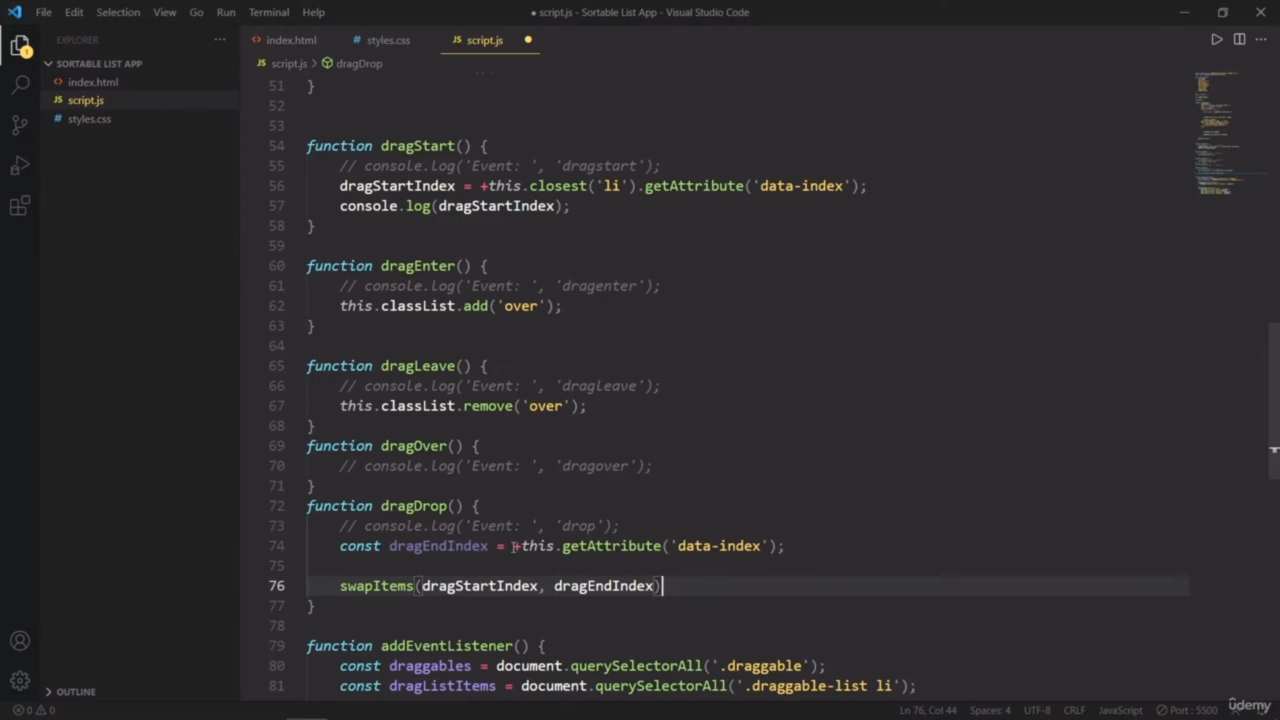 File Edit Selection View Go Run Terminal Help
● script.js - Sortable List App - Visual Studio Code
EXPLORER
SORTABLE LIST APP
index.html
JS script.js
# styles.css
OUTLINE
index.html # styles.css JS script.js
JS script.js > dragDrop
51 }
52
53
54 function dragStart() {
55 // console.log('Event: ', 'dragstart');
56 dragStartIndex = +this.closest('li').getAttribute('data-index');
57 console.log(dragStartIndex);
58 }
59
60 function dragEnter() {
61 // console.log('Event: ', 'dragenter');
62 this.classList.add('over');
63 }
64
65 function dragLeave() {
66 // console.log('Event: ', 'dragleave');
67 this.classList.remove('over');
68 }
69 function dragOver() {
70 // console.log('Event: ', 'dragover');
71 }
72 function dragDrop() {
73 // console.log('Event: ', 'drop');
74 const dragEndIndex = +this.getAttribute('data-index');
75
76 swapItems(dragStartIndex, dragEndIndex)
77 }
78
79 function addEventListener() {
80 const draggables = document.querySelectorAll('.draggable');
81 const dragListItems = document.querySelectorAll('.draggable-list li');
0 0
Ln 76, Col 44 Spaces: 4 UTF-8 CRLF JavaScript Port : 5500
1
udemy